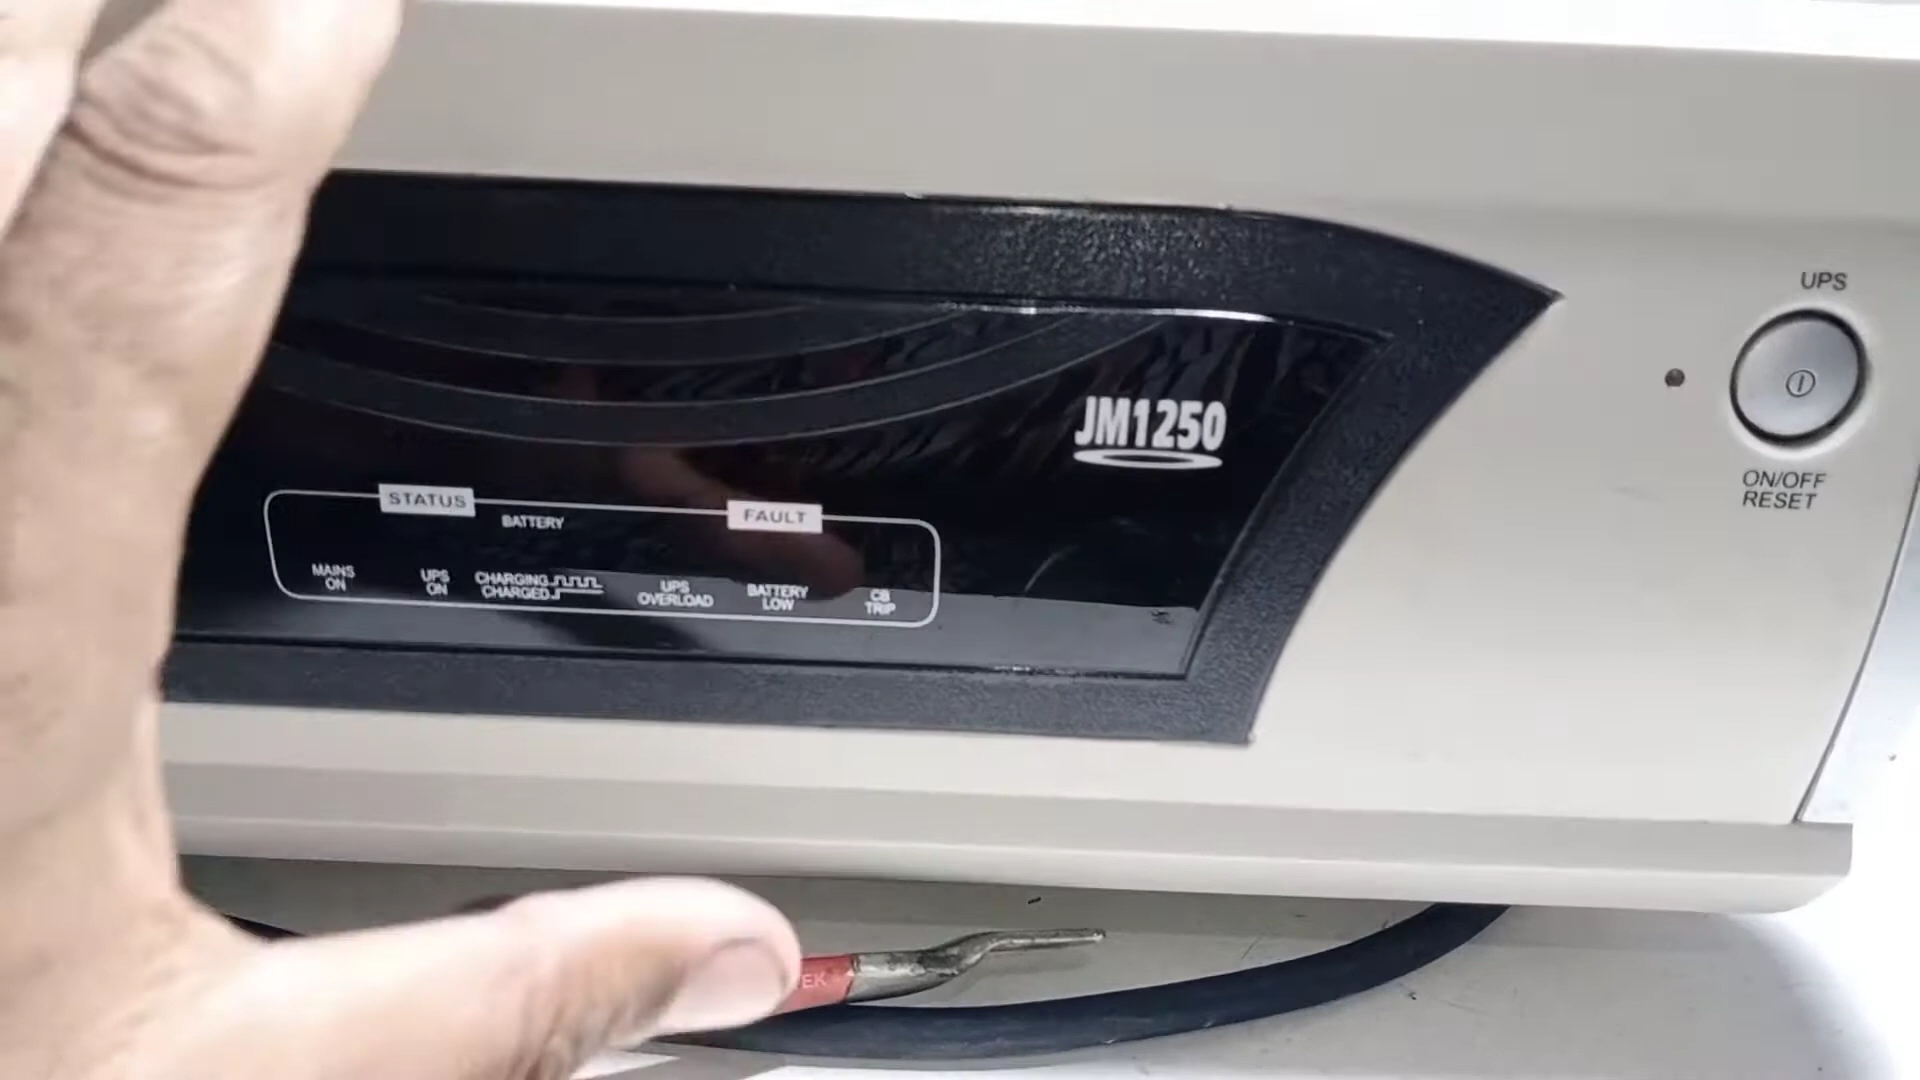 UPS
JM1250
ON/OFF
RESET
STATUS
FAULT
BATTERY
MAINS
ON
UPS
ON
CHARGING
CHARGED
UPS
OVERLOAD
BATTERY
LOW
CB
TRIP